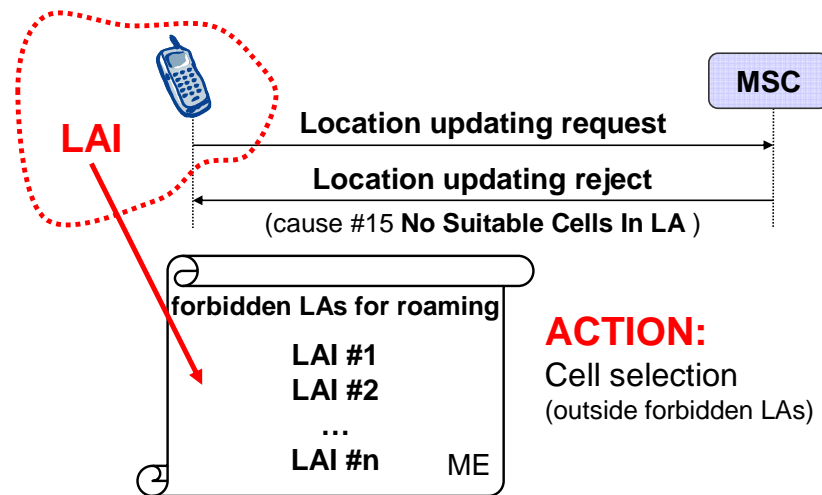 MSC
LAI
Location updating request
Location updating reject
(cause #15 No Suitable Cells In LA )
forbidden LAs for roaming
LAI #1
LAI #2
…
LAI #n
ME
ACTION:
Cell selection
(outside forbidden LAs)